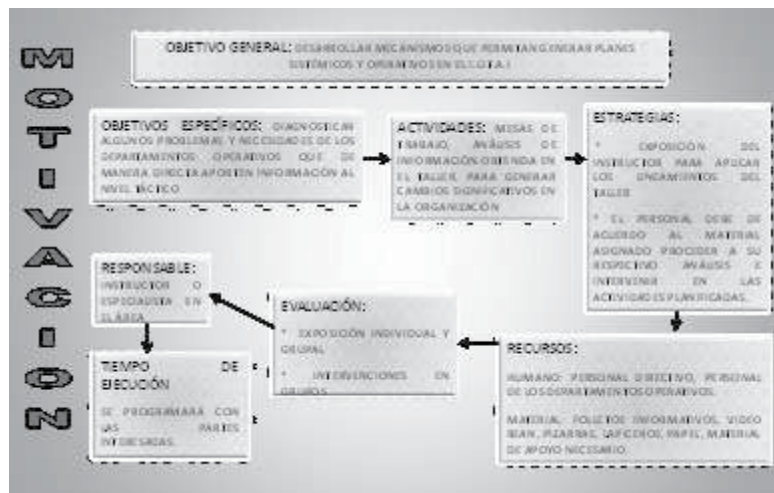 MOTIVACION
OBJETIVO GENERAL: DESARROLLAR MECANISMOS QUE PERMITAN GENERAR PLANES
SISTÉMICOS Y OPERATIVOS EN EL
OBJETIVOS ESPECÍFICOS: DIAGNOSTICAR
ALGUNOS PROBLEMAS Y NECESIDADES DE LOS
DEPARTAMENTOS OPERATIVOS QUE DE
MANERA DIRECTA APORTEN INFORMACIÓN AL
NIVEL TÁCTICO
ACTIVIDADES: MESAS DE
TRABAJO, ANÁLISIS DE
INFORMACIÓN OBTENIDA EN
EL TALLER, PARA GENERAR
CAMBIOS SIGNIFICATIVOS EN
LA ORGANIZACIÓN
ESTRATEGIAS:
* EXPOSICIÓN DEL
INSTRUCTOR PARA APLICAR
LOS LINEAMIENTOS DEL
TALLER
* EL PERSONAL DEBE DE
ACUERDO AL MATERIAL
ASIGNADO PROCEDER A SU
RESPECTIVO ANÁLISIS E
INTERVENIR EN LAS
ACTIVIDADES PLANIFICADAS.
RECURSOS:
HUMANO: PERSONAL DIRECTIVO, PERSONAL
DE LOS DEPARTAMENTOS OPERATIVOS.
MATERIAL: FOLLETOS INFORMATIVOS, VIDEO
BEAN, PIZARRAS, LAPICEROS, PAPEL, MATERIAL
DE APOYO NECESARIO.
EVALUACIÓN:
* EXPOSICIÓN INDIVIDUAL Y
GRUPAL
* INTERVENCIONES EN
GRUPOS
RESPONSABLE:
INSTRUCTOR O
ESPECIALISTA EN
EL ÁREA
TIEMPO DE
EJECUCIÓN
SE PROGRAMARÁ CON
LAS PARTES
INTERESADAS.